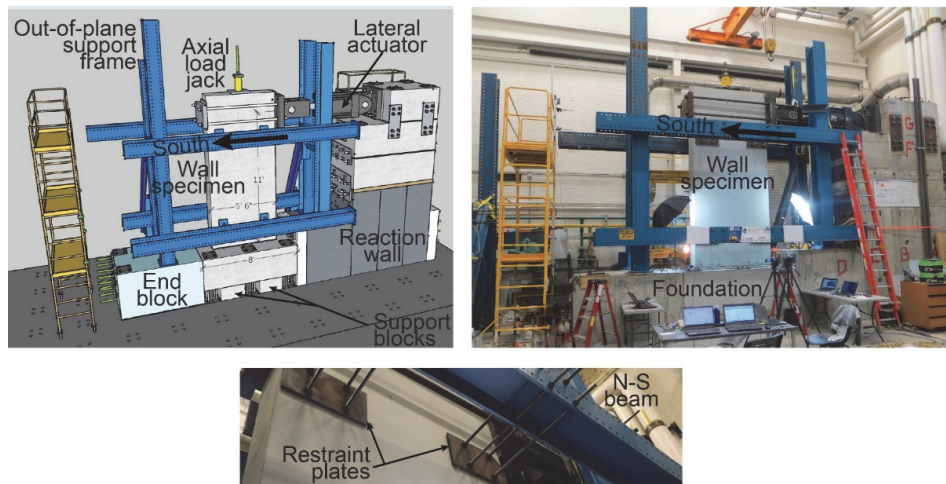 Out-of-plane
support
frame
Axial
load
jack
Lateral
actuator
South
Wall
specimen
11'
5' 6"
Reaction
wall
8'
End
block
Support
blocks
South
Wall
specimen
G
F
D
Foundation
N-S
beam
Restraint
plates